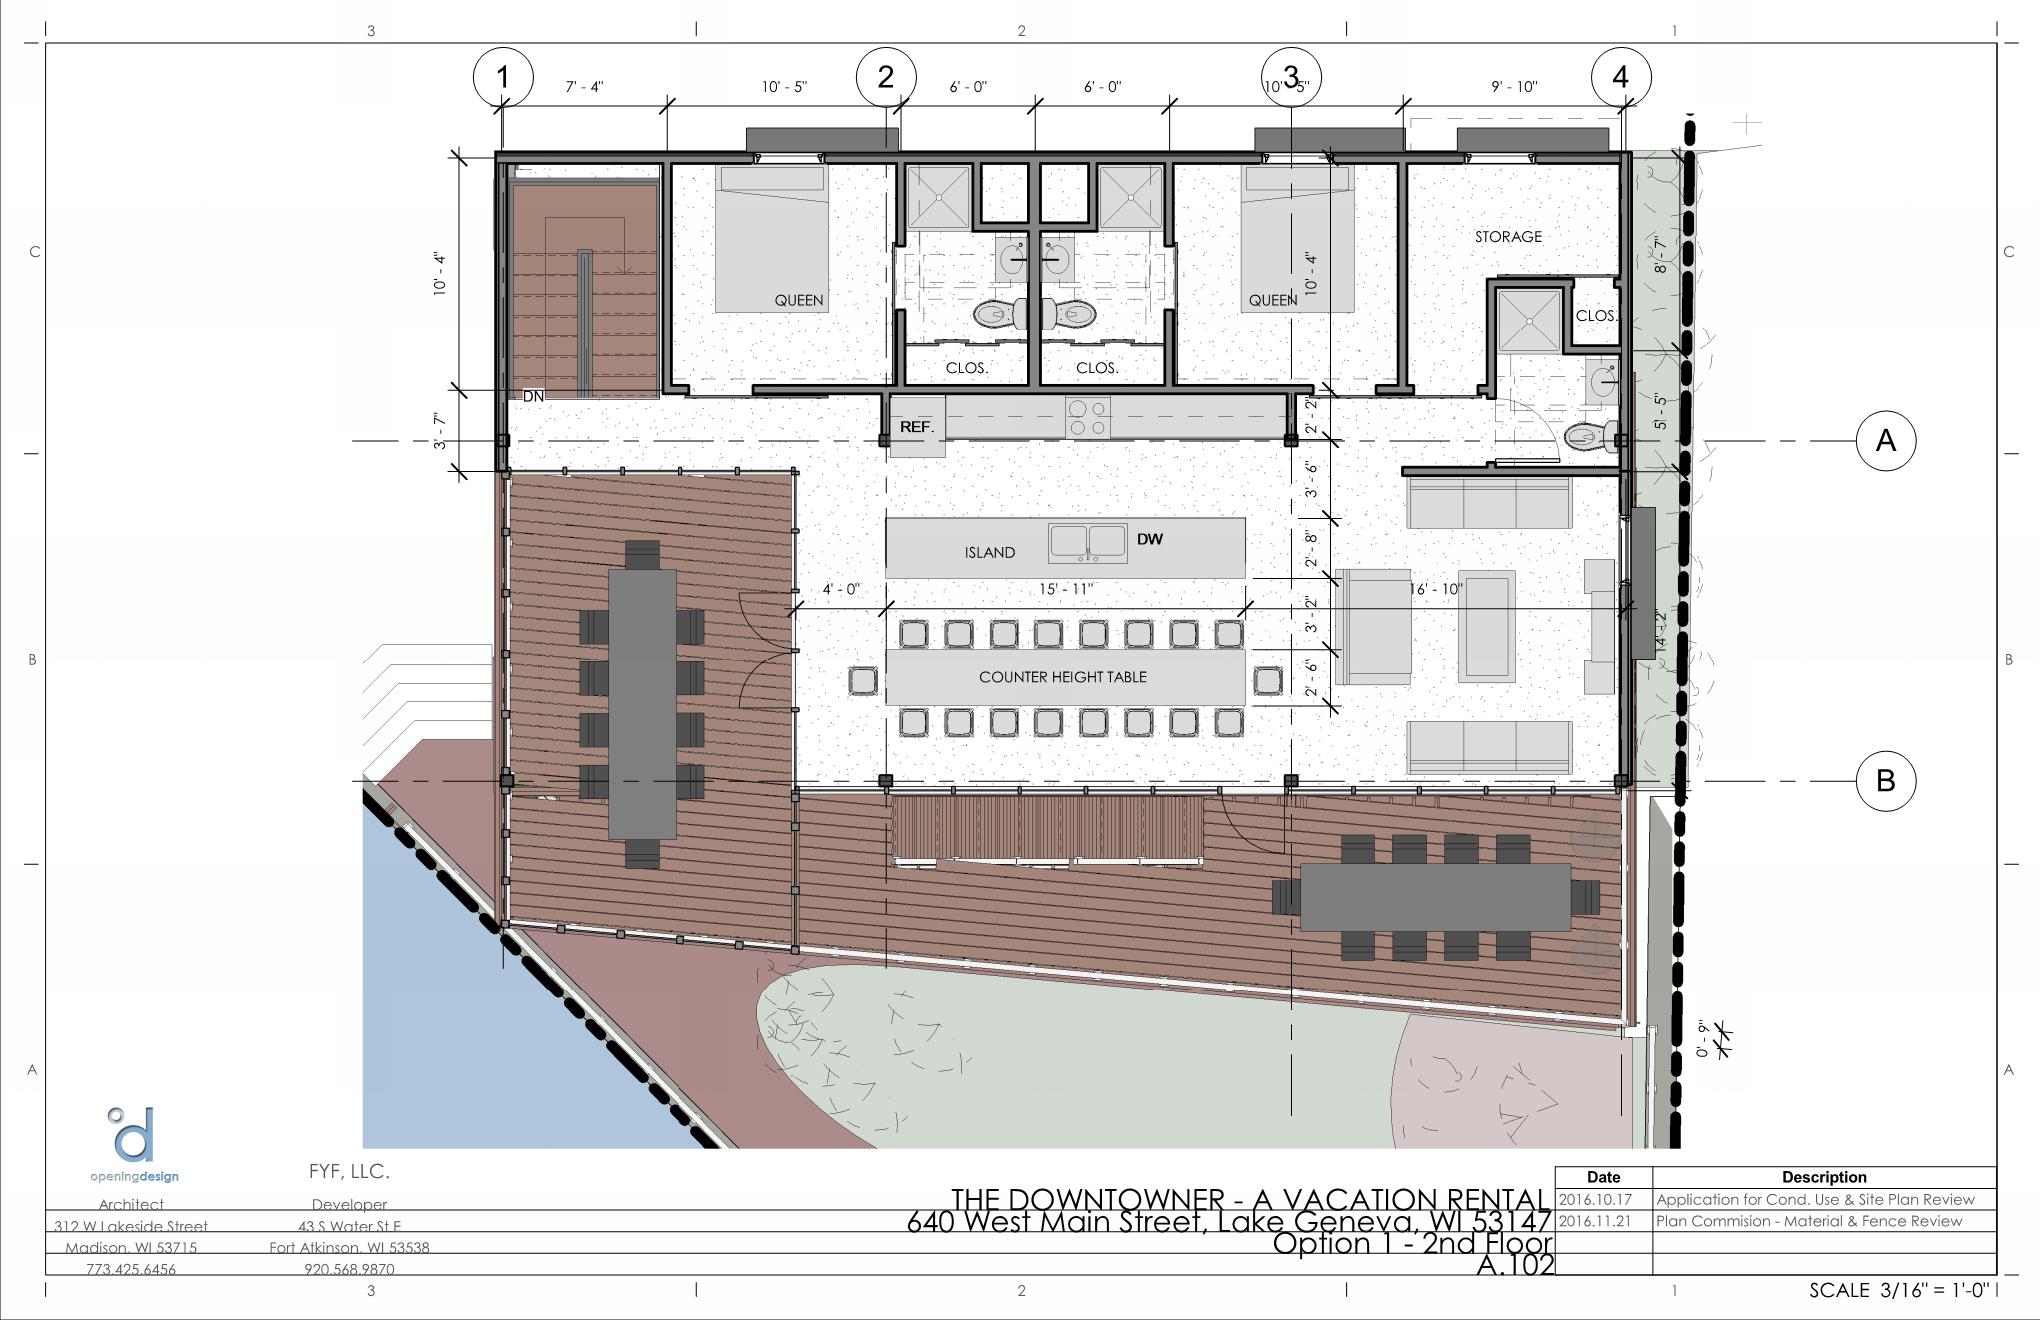 3
2
1
1
2
3
4
7' - 4"
10' - 5"
6' - 0"
6' - 0"
10' - 5"
9' - 10"
C
C
10' - 4"
QUEEN
QUEEN
10' - 4"
STORAGE
8' - 7"
CLOS.
CLOS.
CLOS.
DN
3' - 7"
REF.
2' - 2"
5' - 5"
A
3' - 6"
ISLAND
DW
2' - 8"
4' - 0"
15' - 11"
16' - 10"
3' - 2"
14' - 2"
B
B
COUNTER HEIGHT TABLE
2' - 6"
B
0' - 9"
A
A
openingdesign
Architect
312 W Lakeside Street
Madison, WI 53715
773.425.6456
FYF, LLC.
Developer
43 S Water St E
Fort Atkinson, WI 53538
920.568.9870
THE DOWNTOWNER - A VACATION RENTAL
640 West Main Street, Lake Geneva, WI 53147
Option 1 - 2nd Floor
A.102
Date Description
2016.10.17 Application for Cond. Use & Site Plan Review
2016.11.21 Plan Commision - Material & Fence Review
3
2
1
SCALE 3/16" = 1'-0"